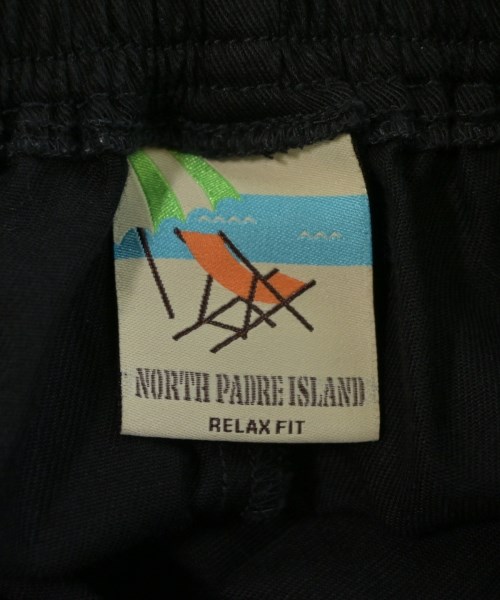 NORTH PADRE ISLAND
RELAX FIT